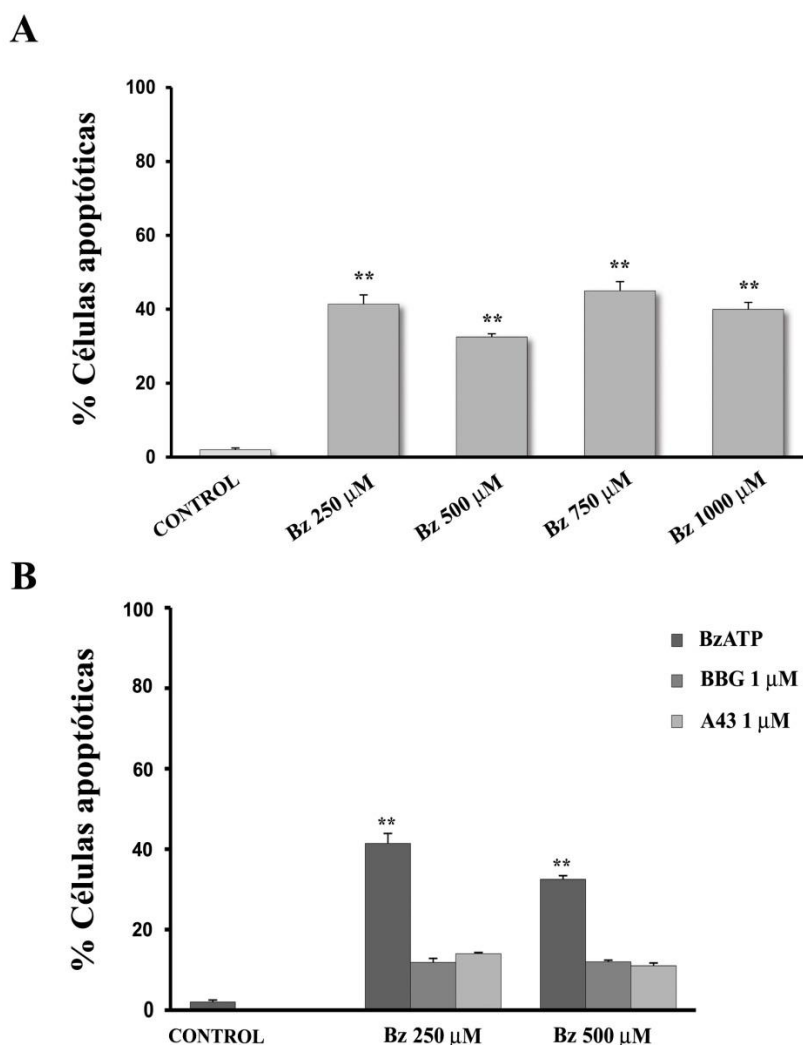 A
% Células apoptóticas
100
80
60
40
20
0
**
**
**
**
CONTROL
Bz 250 µM
Bz 500 µM
Bz 750 µM
Bz 1000 µM
B
% Células apoptóticas
100
80
60
40
20
0
BzATP
BBG 1 µM
A43 1 µM
**
**
CONTROL
Bz 250 µM
Bz 500 µM